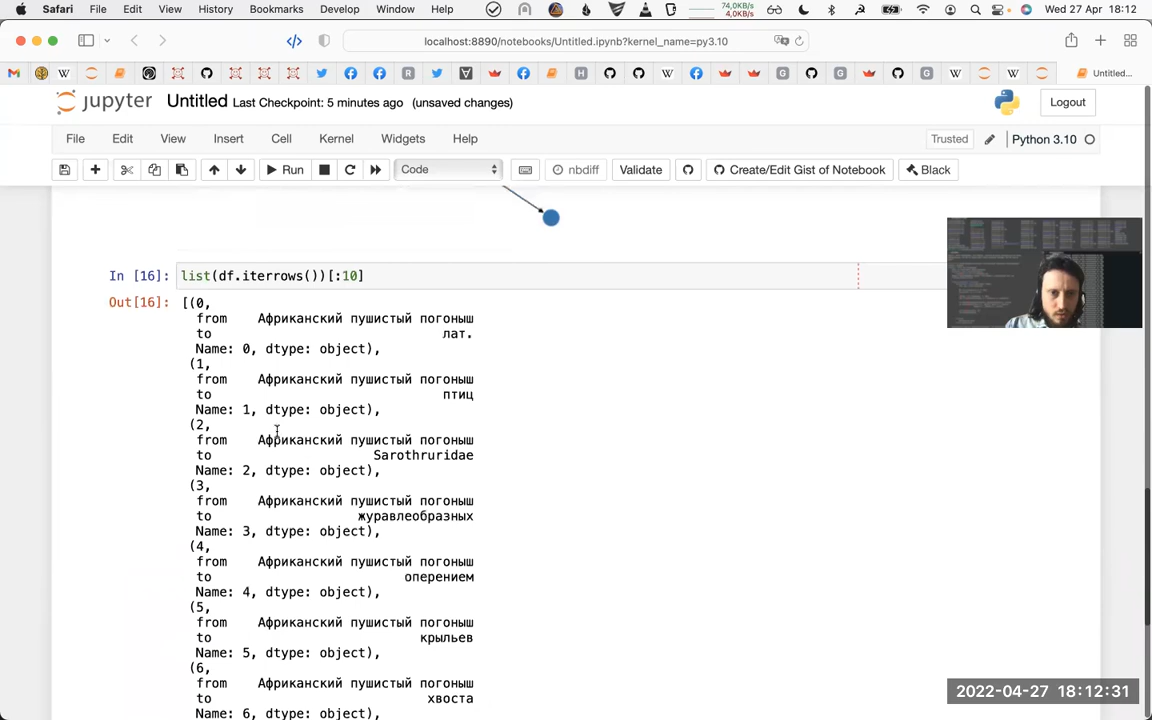 Safari File Edit View History Bookmarks Develop Window Help 74,0KB/s 4,0KB/s Wed 27 Apr 18:12
localhost:8890/notebooks/Untitled.ipynb?kernel_name=py3.10
Untitled...
jupyter Untitled Last Checkpoint: 5 minutes ago (unsaved changes) Logout
File Edit View Insert Cell Kernel Widgets Help Trusted Python 3.10
Run Code nbdiff Validate Create/Edit Gist of Notebook Black
In [16]: list(df.iterrows())[:10]
Out[16]: [(0,
from Африканский пушистый погоныш
to лат.
Name: 0, dtype: object),
(1,
from Африканский пушистый погоныш
to птиц
Name: 1, dtype: object),
(2,
from Африканский пушистый погоныш
to Sarothruridae
Name: 2, dtype: object),
(3,
from Африканский пушистый погоныш
to журавлеобразных
Name: 3, dtype: object),
(4,
from Африканский пушистый погоныш
to оперением
Name: 4, dtype: object),
(5,
from Африканский пушистый погоныш
to крыльев
Name: 5, dtype: object),
(6,
from Африканский пушистый погоныш
to хвоста
Name: 6, dtype: object),
2022-04-27 18:12:31